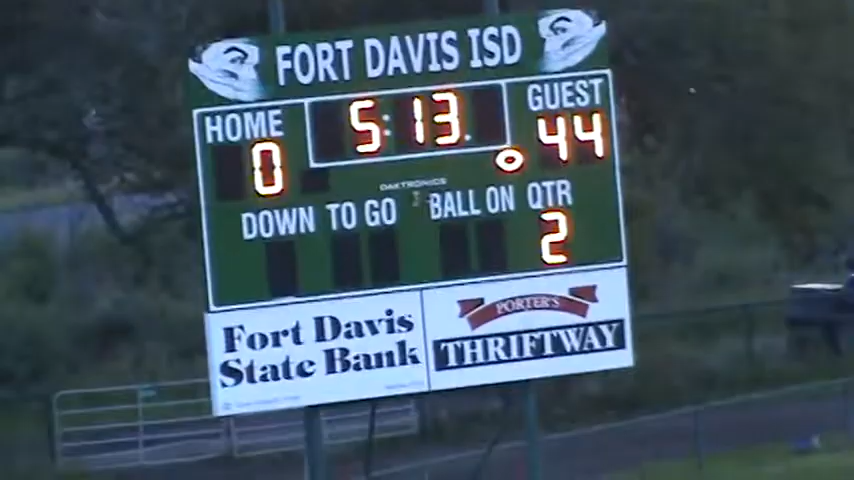 FORT DAVIS ISD
HOME 5:13. GUEST
0 44
DAKTRONICS
DOWN TO GO BALL ON QTR
2
Fort Davis
State Bank
PORTER'S
THRIFTWAY